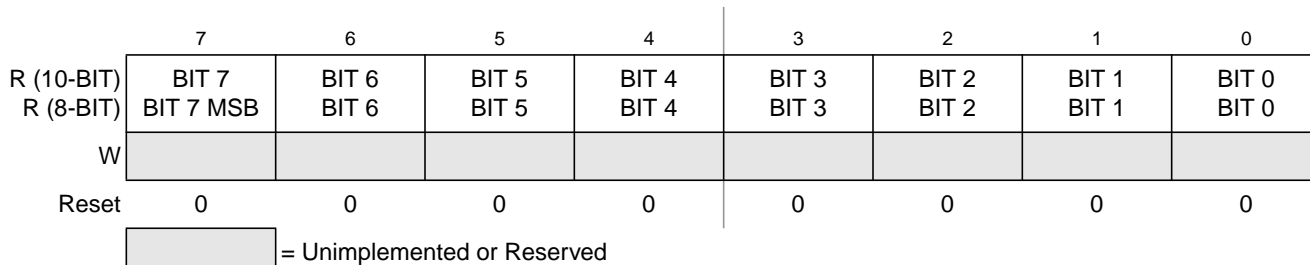 7 6 5 4 3 2 1 0
R (10-BIT) BIT 7 BIT 6 BIT 5 BIT 4 BIT 3 BIT 2 BIT 1 BIT 0
R (8-BIT) BIT 7 MSB BIT 6 BIT 5 BIT 4 BIT 3 BIT 2 BIT 1 BIT 0
W
Reset 0 0 0 0 0 0 0 0
= Unimplemented or Reserved